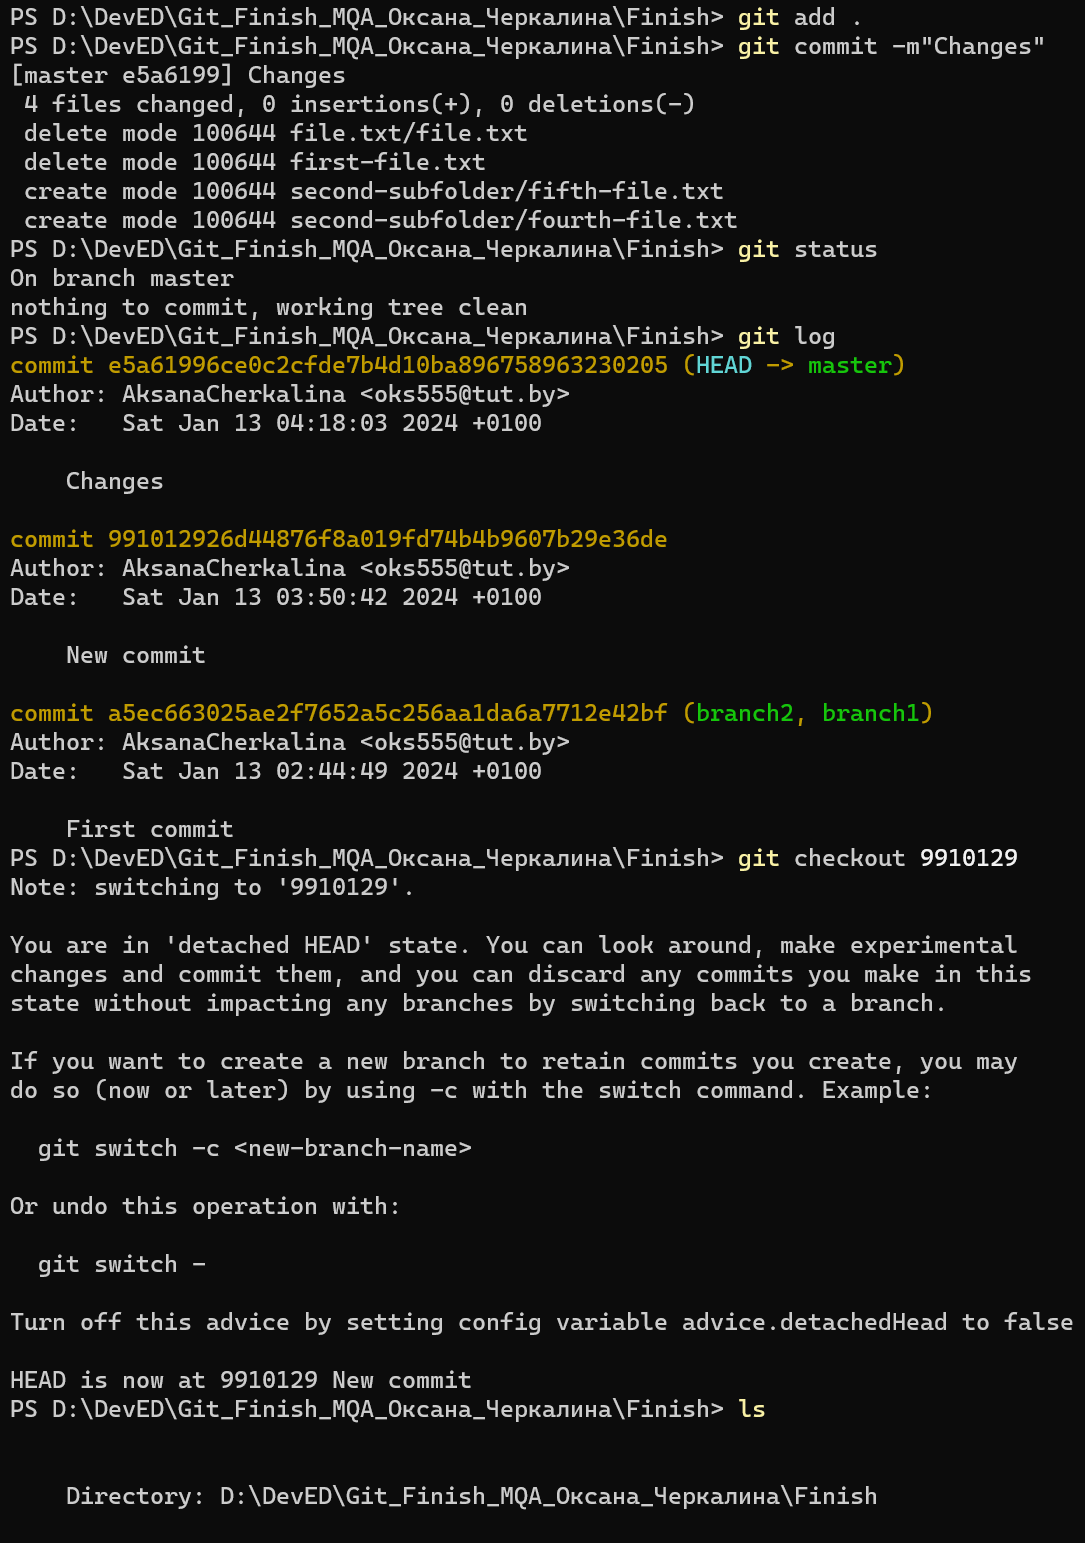 PS D:\DevED\Git_Finish_MQA_Оксана_Черкалина\Finish> git add .
PS D:\DevED\Git_Finish_MQA_Оксана_Черкалина\Finish> git commit -m"Changes"
[master e5a6199] Changes
 4 files changed, 0 insertions(+), 0 deletions(-)
 delete mode 100644 file.txt/file.txt
 delete mode 100644 first-file.txt
 create mode 100644 second-subfolder/fifth-file.txt
 create mode 100644 second-subfolder/fourth-file.txt
PS D:\DevED\Git_Finish_MQA_Оксана_Черкалина\Finish> git status
On branch master
nothing to commit, working tree clean
PS D:\DevED\Git_Finish_MQA_Оксана_Черкалина\Finish> git log
commit e5a61996ce0c2cfde7b4d10ba896758963230205 (HEAD -> master)
Author: AksanaCherkalina <oks555@tut.by>
Date:   Sat Jan 13 04:18:03 2024 +0100

    Changes

commit 991012926d44876f8a019fd74b4b9607b29e36de
Author: AksanaCherkalina <oks555@tut.by>
Date:   Sat Jan 13 03:50:42 2024 +0100

    New commit

commit a5ec663025ae2f7652a5c256aa1da6a7712e42bf (branch2, branch1)
Author: AksanaCherkalina <oks555@tut.by>
Date:   Sat Jan 13 02:44:49 2024 +0100

    First commit
PS D:\DevED\Git_Finish_MQA_Оксана_Черкалина\Finish> git checkout 9910129
Note: switching to '9910129'.

You are in 'detached HEAD' state. You can look around, make experimental
changes and commit them, and you can discard any commits you make in this
state without impacting any branches by switching back to a branch.

If you want to create a new branch to retain commits you create, you may
do so (now or later) by using -c with the switch command. Example:

  git switch -c <new-branch-name>

Or undo this operation with:

  git switch -

Turn off this advice by setting config variable advice.detachedHead to false

HEAD is now at 9910129 New commit
PS D:\DevED\Git_Finish_MQA_Оксана_Черкалина\Finish> ls

    Directory: D:\DevED\Git_Finish_MQA_Оксана_Черкалина\Finish